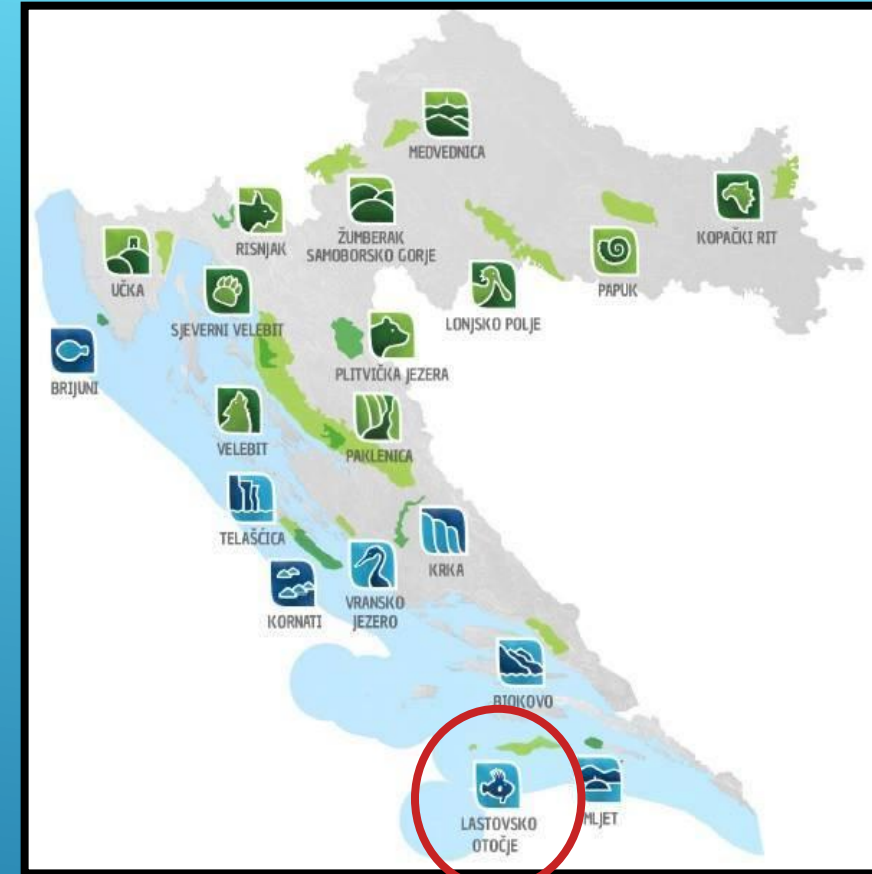 MEDVEDNICA
RISNJAK
ŽUMBERAK
SAMOBORSKO GORJE
KOPAČKI RIT
UČKA
PAPUK
LONJSKO POLJE
SJEVERNI VELEBIT
PLITVIČKA JEZERA
BRIJUNI
VELEBIT
PAKLENICA
TELAŠĆICA
KRKA
KORNATI
VRANSKO
JEZERO
BIOKOVO
LASTOVSKO
OTOČJE
MLJET